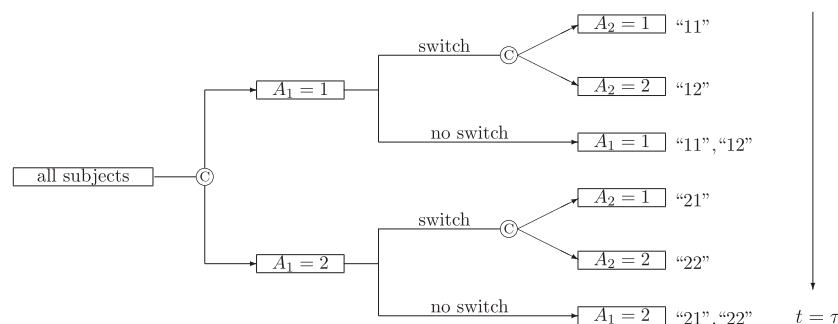 switch
C
A₂ = 1 “11”
A₂ = 2 “12”
A₁ = 1
no switch
A₁ = 1 “11”,“12”
all subjects
C
switch
C
A₂ = 1 “21”
A₂ = 2 “22”
A₁ = 2
no switch
A₁ = 2 “21”,“22”
t = τ